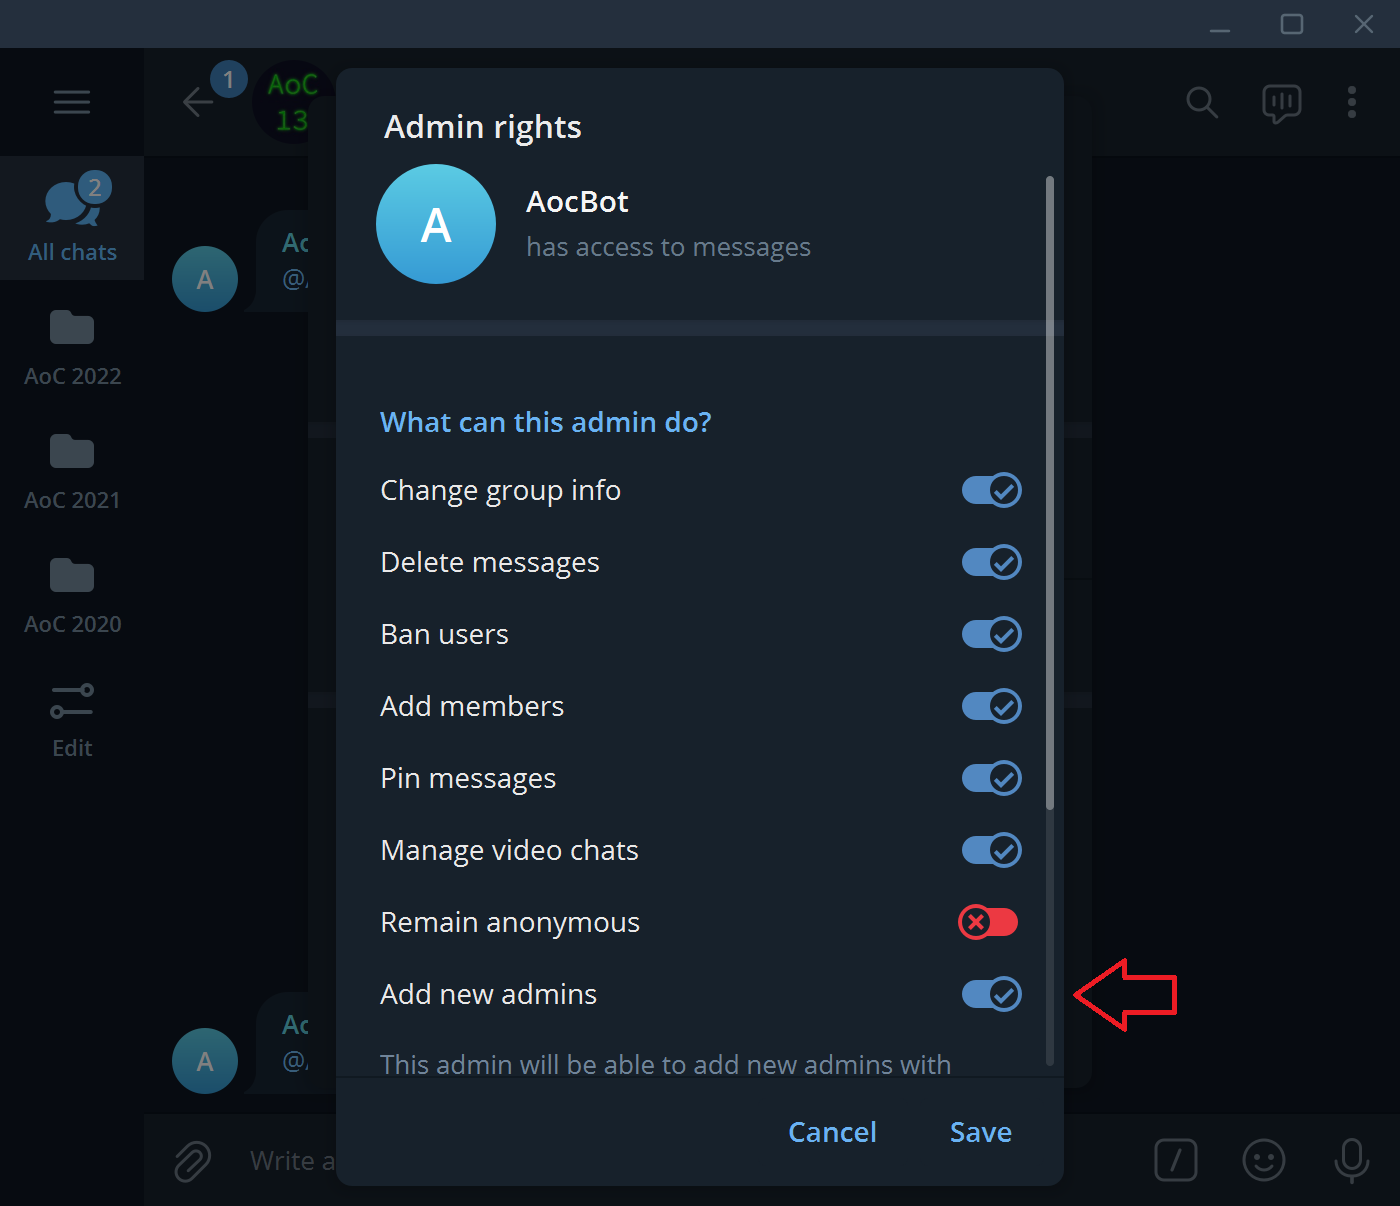 1
AoC
13
Admin rights
A
AocBot
has access to messages
2
All chats
A
Ac
@
AoC 2022
What can this admin do?
Change group info
AoC 2021
Delete messages
AoC 2020
Ban users
Add members
Edit
Pin messages
Manage video chats
Remain anonymous
Add new admins
A
Ac
@
This admin will be able to add new admins with
Cancel
Save
Write a